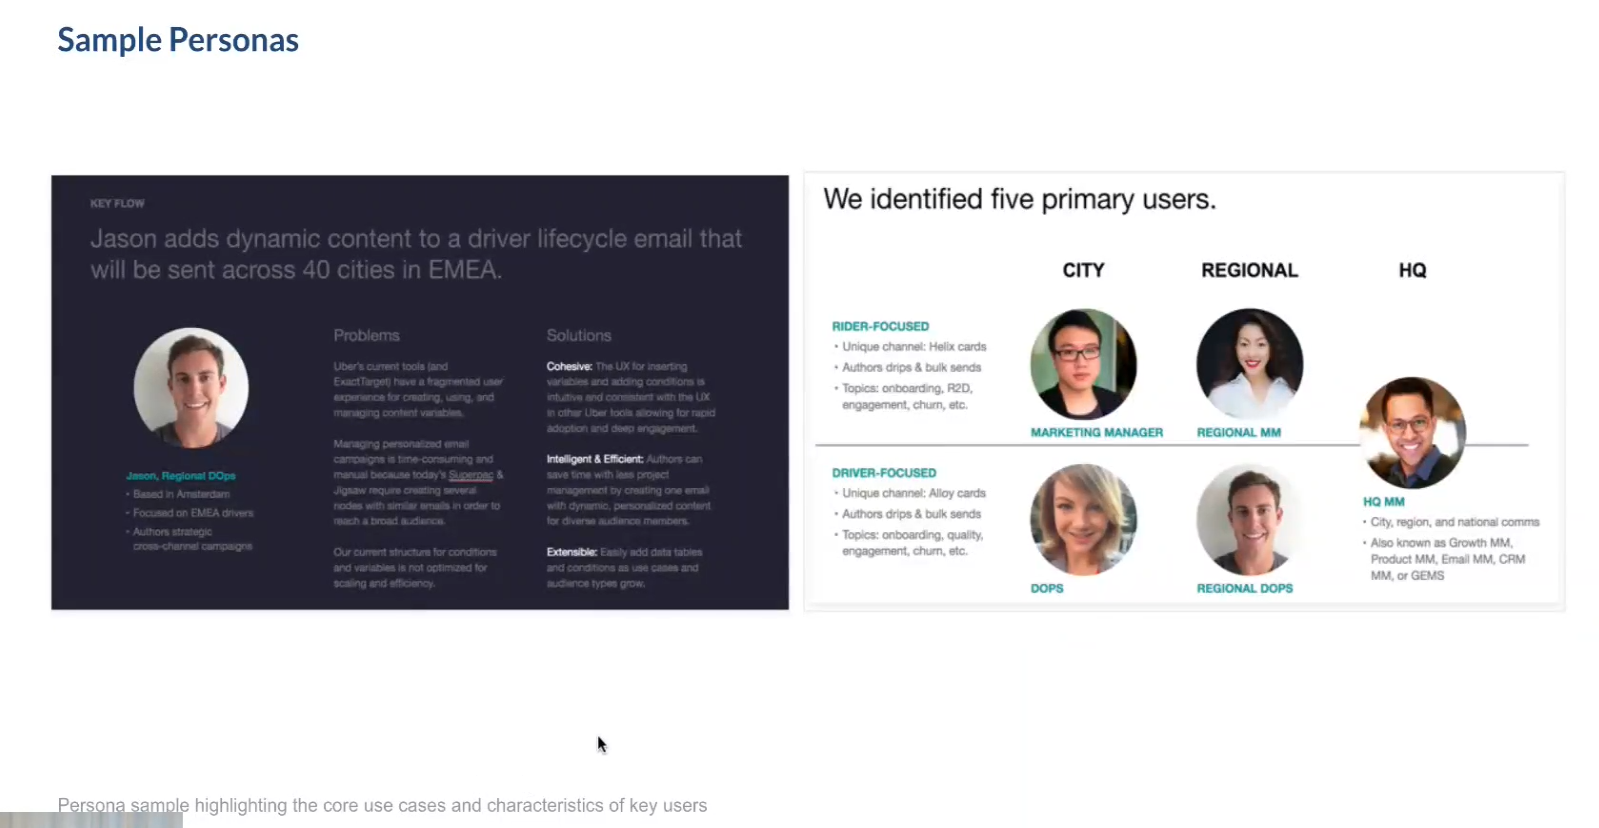 Sample Personas
KEY FLOW
Jason adds dynamic content to a driver lifecycle email that
will be sent across 40 cities in EMEA.
Jason, Regional DOps
• Based in Amsterdam
• Focused on EMEA drivers
• Authors strategic
cross-channel campaigns
Problems
Uber's current tools (and
ExactTarget) have a fragmented user
experience for creating, using, and
managing content variables.
Managing personalized email
campaigns is time-consuming and
manual because today's Superpac &
Jigsaw require creating several
nodes with similar emails in order to
reach a broad audience.
Our current structure for conditions
and variables is not optimized for
scaling and efficiency.
Solutions
Cohesive: The UX for inserting
variables and adding conditions is
intuitive and consistent with the UX
in other Uber tools allowing for rapid
adoption and deep engagement.
Intelligent & Efficient: Authors can
save time with less project
management by creating one email
with dynamic, personalized content
for diverse audience members.
Extensible: Easily add data tables
and conditions as use cases and
audience types grow.
We identified five primary users.
CITY
REGIONAL
HQ
RIDER-FOCUSED
• Unique channel: Helix cards
• Authors drips & bulk sends
• Topics: onboarding, R2D,
engagement, churn, etc.
MARKETING MANAGER
REGIONAL MM
DRIVER-FOCUSED
• Unique channel: Alloy cards
• Authors drips & bulk sends
• Topics: onboarding, quality,
engagement, churn, etc.
DOPS
REGIONAL DOPS
HQ MM
• City, region, and national comms
• Also known as Growth MM,
Product MM, Email MM, CRM
MM, or GEMS
Persona sample highlighting the core use cases and characteristics of key users